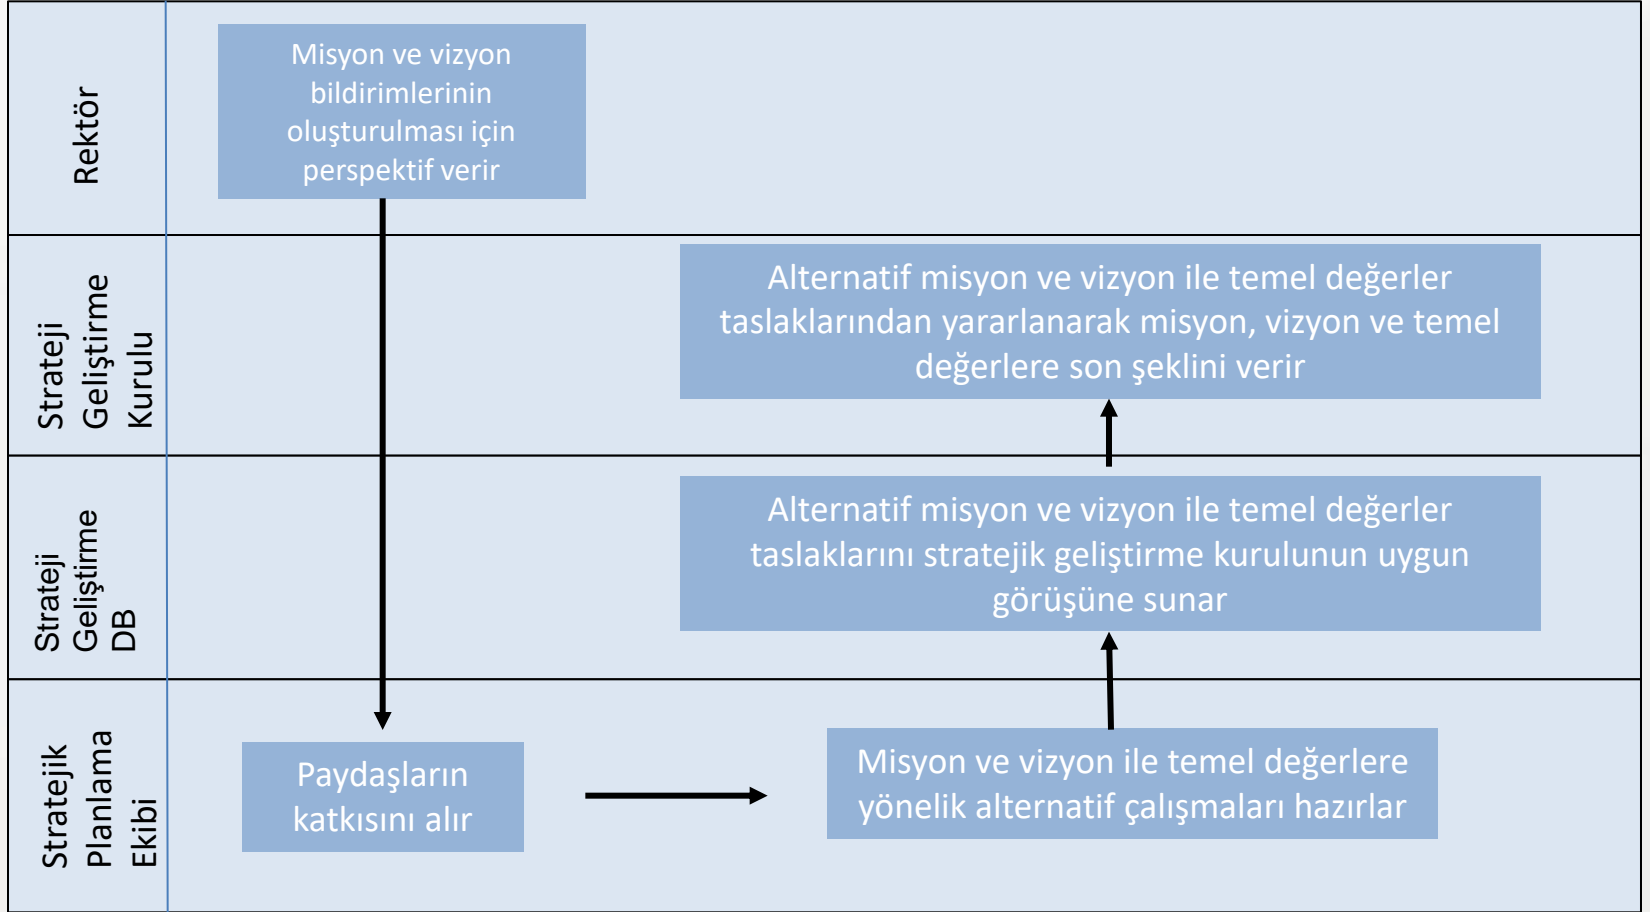 Rektör
Misyon ve vizyon
bildirimlerinin
oluşturulması için
perspektif verir
Strateji
Geliştirme
Kurulu
Alternatif misyon ve vizyon ile temel değerler
taslaklarından yararlanarak misyon, vizyon ve temel
değerlere son şeklini verir
Strateji
Geliştirme
DB
Alternatif misyon ve vizyon ile temel değerler
taslaklarını stratejik geliştirme kurulunun uygun
görüşüne sunar
Stratejik
Planlama
Ekibi
Paydaşların
katkısını alır
Misyon ve vizyon ile temel değerlere
yönelik alternatif çalışmaları hazırlar